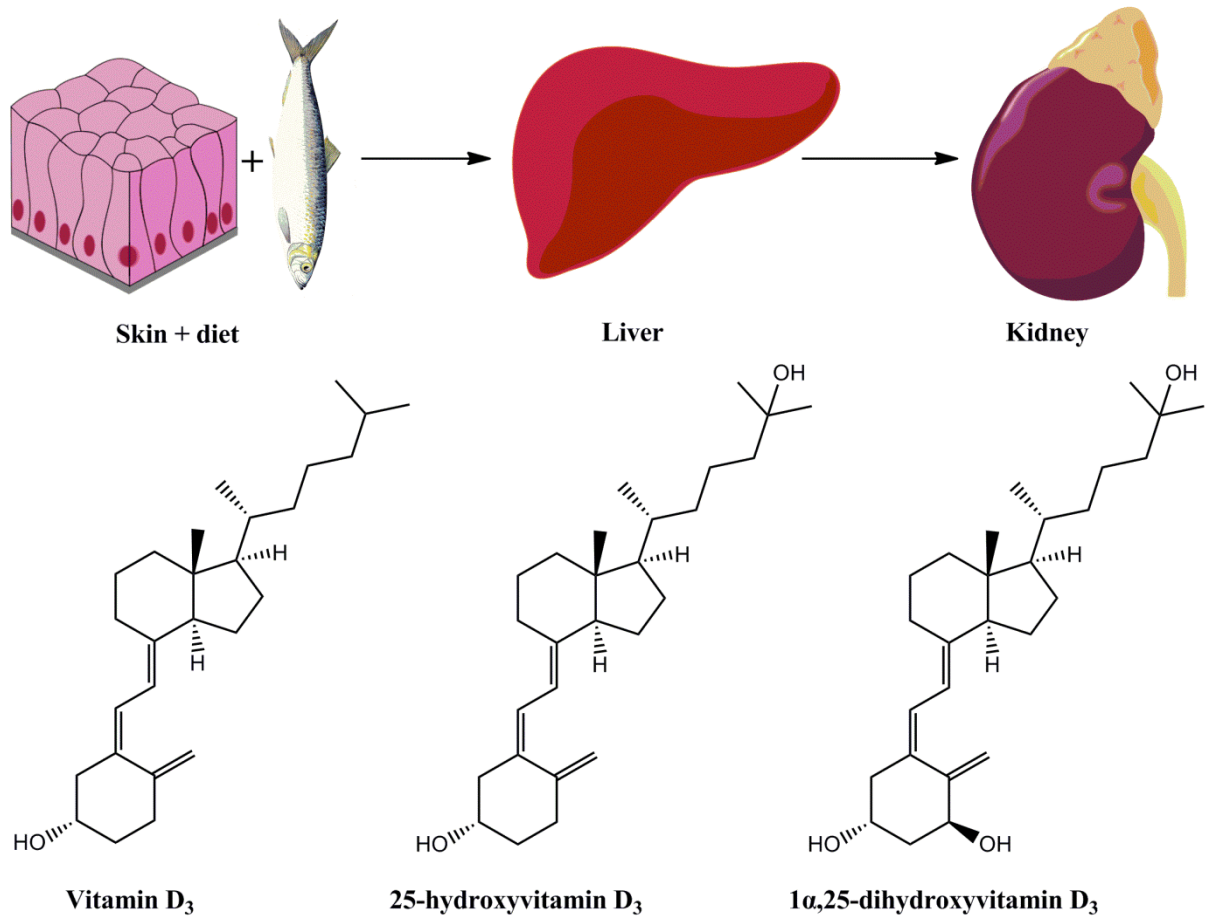 +
Skin + diet
Liver
Kidney
OH
OH
H
H
H
H
H
H
HO
HO
HO
OH
Vitamin D₃
25-hydroxyvitamin D₃
1α,25-dihydroxyvitamin D₃